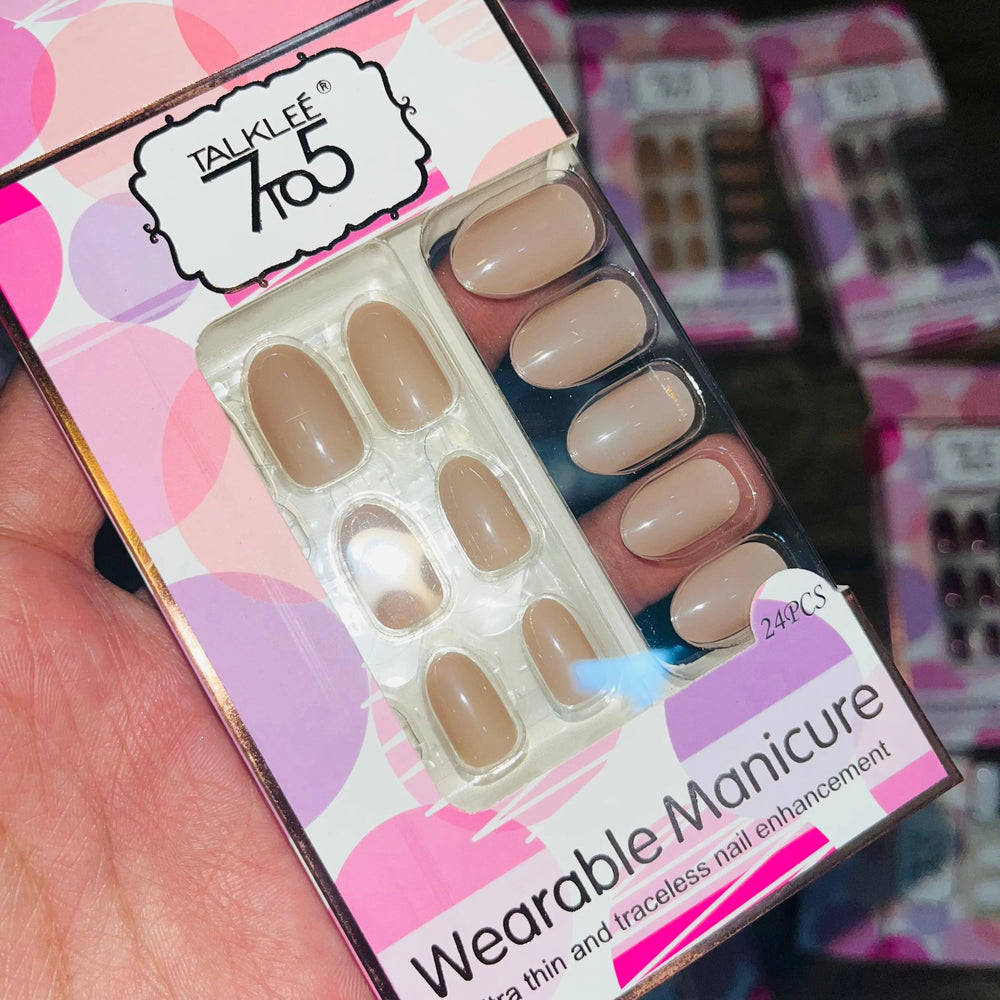 TALKLEÉ®
7TO5
24PCS
Wearable Manicure
thin and traceless nail enhancement